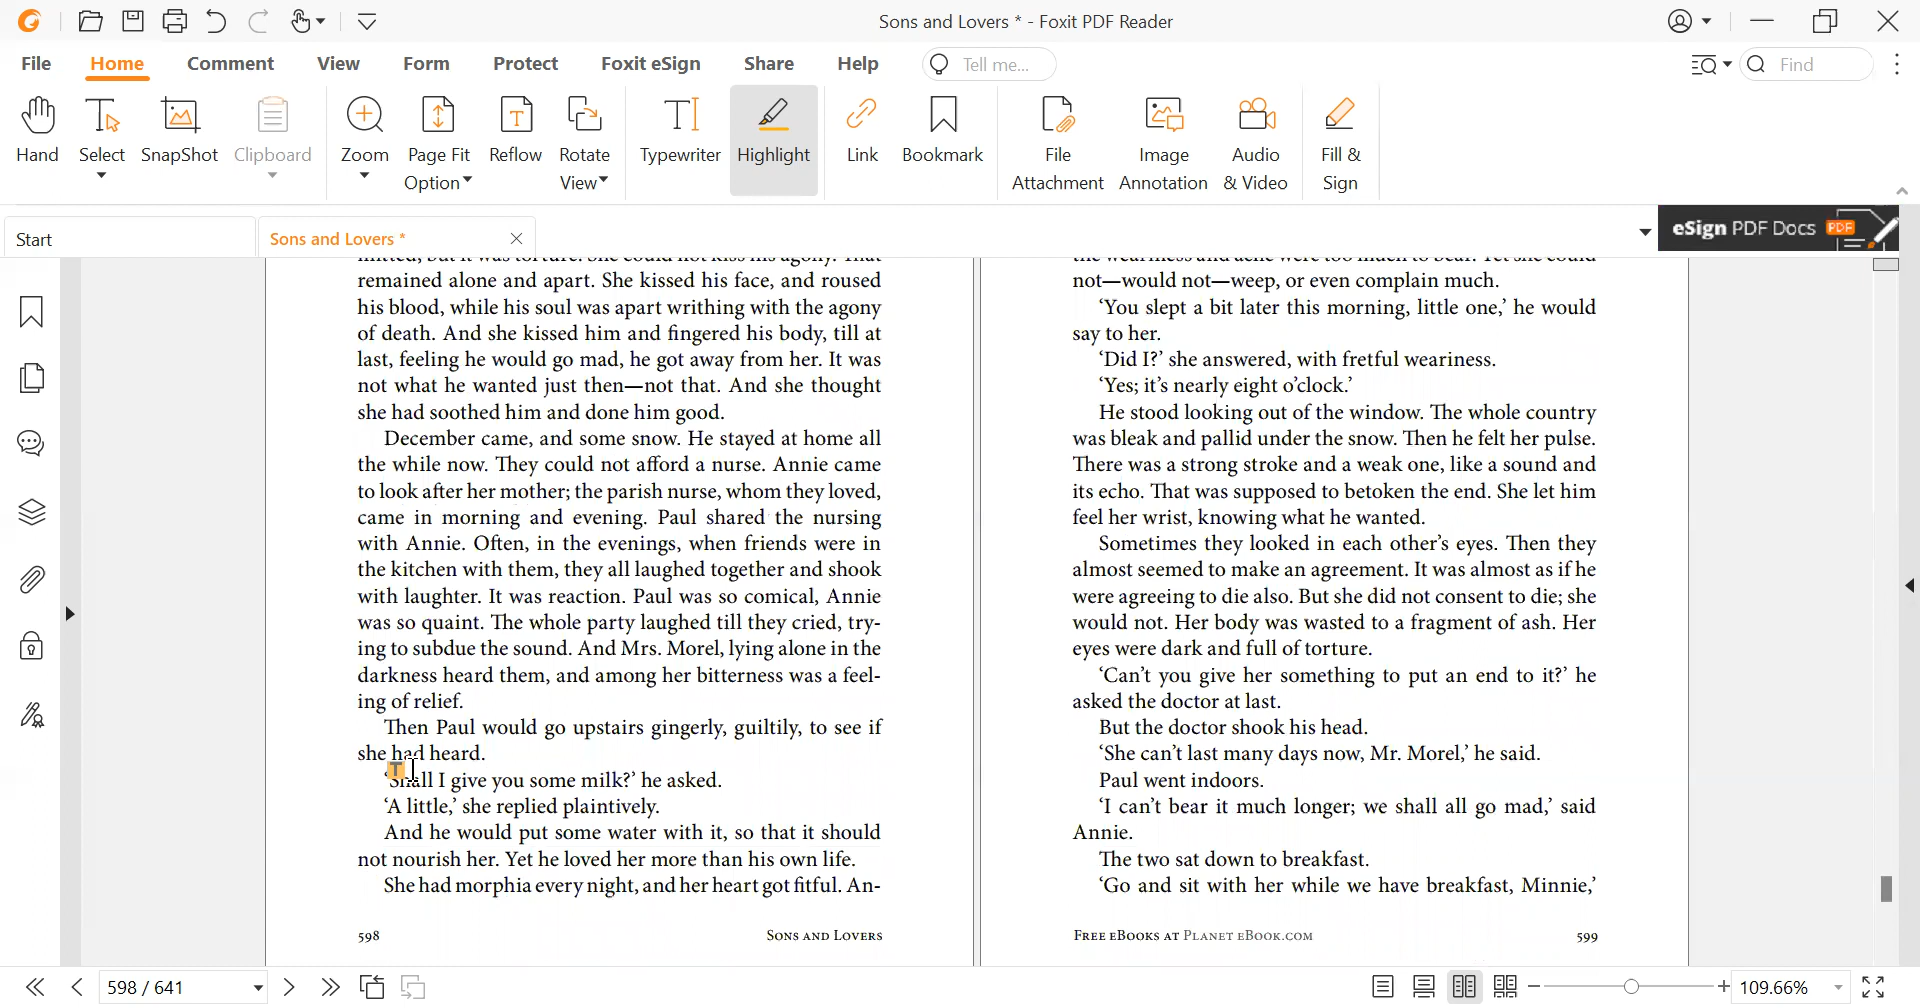 Sons and Lovers * - Foxit PDF Reader
File Home Comment View Form Protect Foxit eSign Share Help Tell me... Find
Hand Select SnapShot Clipboard Zoom Page Fit Option Reflow Rotate View Typewriter Highlight Link Bookmark File Attachment Image Annotation Audio & Video Fill & Sign
Start Sons and Lovers * eSign PDF Docs PDF
remained alone and apart. She kissed his face, and roused
his blood, while his soul was apart writhing with the agony
of death. And she kissed him and fingered his body, till at
last, feeling he would go mad, he got away from her. It was
not what he wanted just then—not that. And she thought
she had soothed him and done him good.
December came, and some snow. He stayed at home all
the while now. They could not afford a nurse. Annie came
to look after her mother; the parish nurse, whom they loved,
came in morning and evening. Paul shared the nursing
with Annie. Often, in the evenings, when friends were in
the kitchen with them, they all laughed together and shook
with laughter. It was reaction. Paul was so comical, Annie
was so quaint. The whole party laughed till they cried, try-
ing to subdue the sound. And Mrs. Morel, lying alone in the
darkness heard them, and among her bitterness was a feel-
ing of relief.
Then Paul would go upstairs gingerly, guiltily, to see if
she had heard.
‘Shall I give you some milk?’ he asked.
‘A little,’ she replied plaintively.
And he would put some water with it, so that it should
not nourish her. Yet he loved her more than his own life.
She had morphia every night, and her heart got fitful. An-
598 Sons and Lovers
not—would not—weep, or even complain much.
‘You slept a bit later this morning, little one,’ he would
say to her.
‘Did I?’ she answered, with fretful weariness.
‘Yes; it’s nearly eight o’clock.’
He stood looking out of the window. The whole country
was bleak and pallid under the snow. Then he felt her pulse.
There was a strong stroke and a weak one, like a sound and
its echo. That was supposed to betoken the end. She let him
feel her wrist, knowing what he wanted.
Sometimes they looked in each other’s eyes. Then they
almost seemed to make an agreement. It was almost as if he
were agreeing to die also. But she did not consent to die; she
would not. Her body was wasted to a fragment of ash. Her
eyes were dark and full of torture.
‘Can’t you give her something to put an end to it?’ he
asked the doctor at last.
But the doctor shook his head.
‘She can’t last many days now, Mr. Morel,’ he said.
Paul went indoors.
‘I can’t bear it much longer; we shall all go mad,’ said
Annie.
The two sat down to breakfast.
‘Go and sit with her while we have breakfast, Minnie,’
Free eBooks at Planet eBook.com 599
598 / 641 109.66%